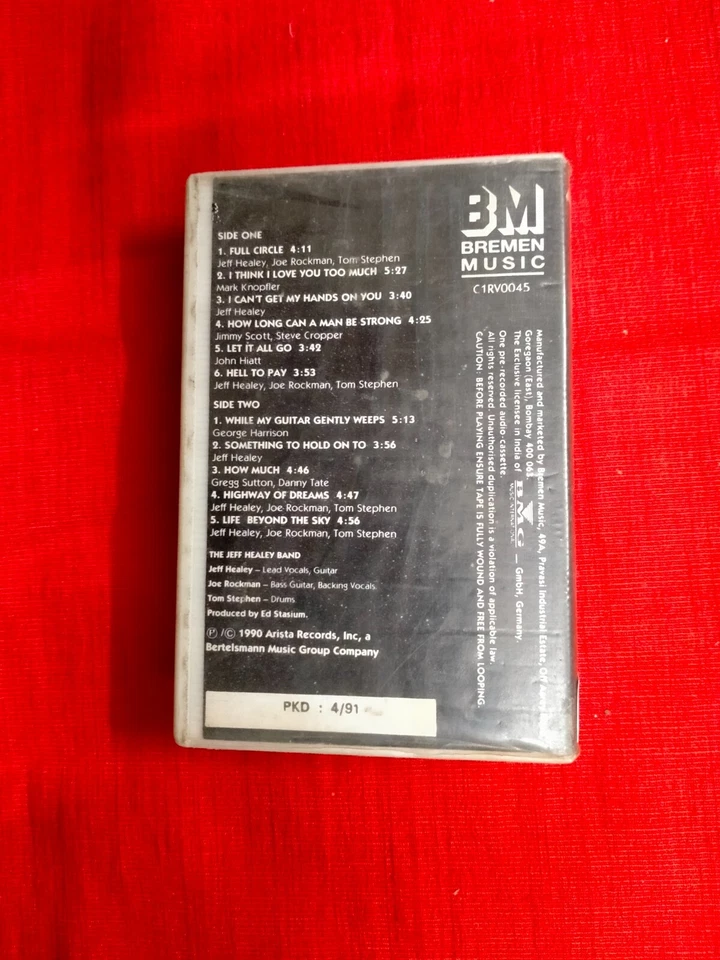 SIDE ONE
1. FULL CIRCLE 4:11
Jeff Healey, Joe Rockman, Tom Stephen
2. I THINK I LOVE YOU TOO MUCH 5:27
Mark Knopfler
3. I CAN'T GET MY HANDS ON YOU 3:40
Jeff Healey
4. HOW LONG CAN A MAN BE STRONG 4:25
Jimmy Scott, Steve Cropper
5. LET IT ALL GO 3:42
John Hiatt
6. HELL TO PAY 3:53
Jeff Healey, Joe Rockman, Tom Stephen
SIDE TWO
1. WHILE MY GUITAR GENTLY WEEPS 5:13
George Harrison
2. SOMETHING TO HOLD ON TO 3:56
Jeff Healey
3. HOW MUCH 4:46
Gregg Sutton, Danny Tate
4. HIGHWAY OF DREAMS 4:47
Jeff Healey, Joe Rockman, Tom Stephen
5. LIFE BEYOND THE SKY 4:56
Jeff Healey, Joe Rockman, Tom Stephen
THE JEFF HEALEY BAND
Jeff Healey – Lead Vocals, Guitar
Joe Rockman – Bass Guitar, Backing Vocals
Tom Stephen – Drums
Produced by Ed Stasium.
℗ /© 1990 Arista Records, Inc, a
Bertelsmann Music Group Company
PKD : 4/91
BM
BREMEN
MUSIC
C1RV0045
Manufactured and marketed by Bremen Music, 49A, Pravasi Industrial Estate, Off
Goregaon (East), Bombay 400 063.
The Exclusive licensee in India of BMG MUSIC INTERNATIONAL – GmbH, Germany.
One pre-recorded audio-cassette
All rights reserved. Unauthorised duplication is a violation of applicable law.
CAUTION : BEFORE PLAYING ENSURE TAPE IS FULLY WOUND AND FREE FROM LOOPING.